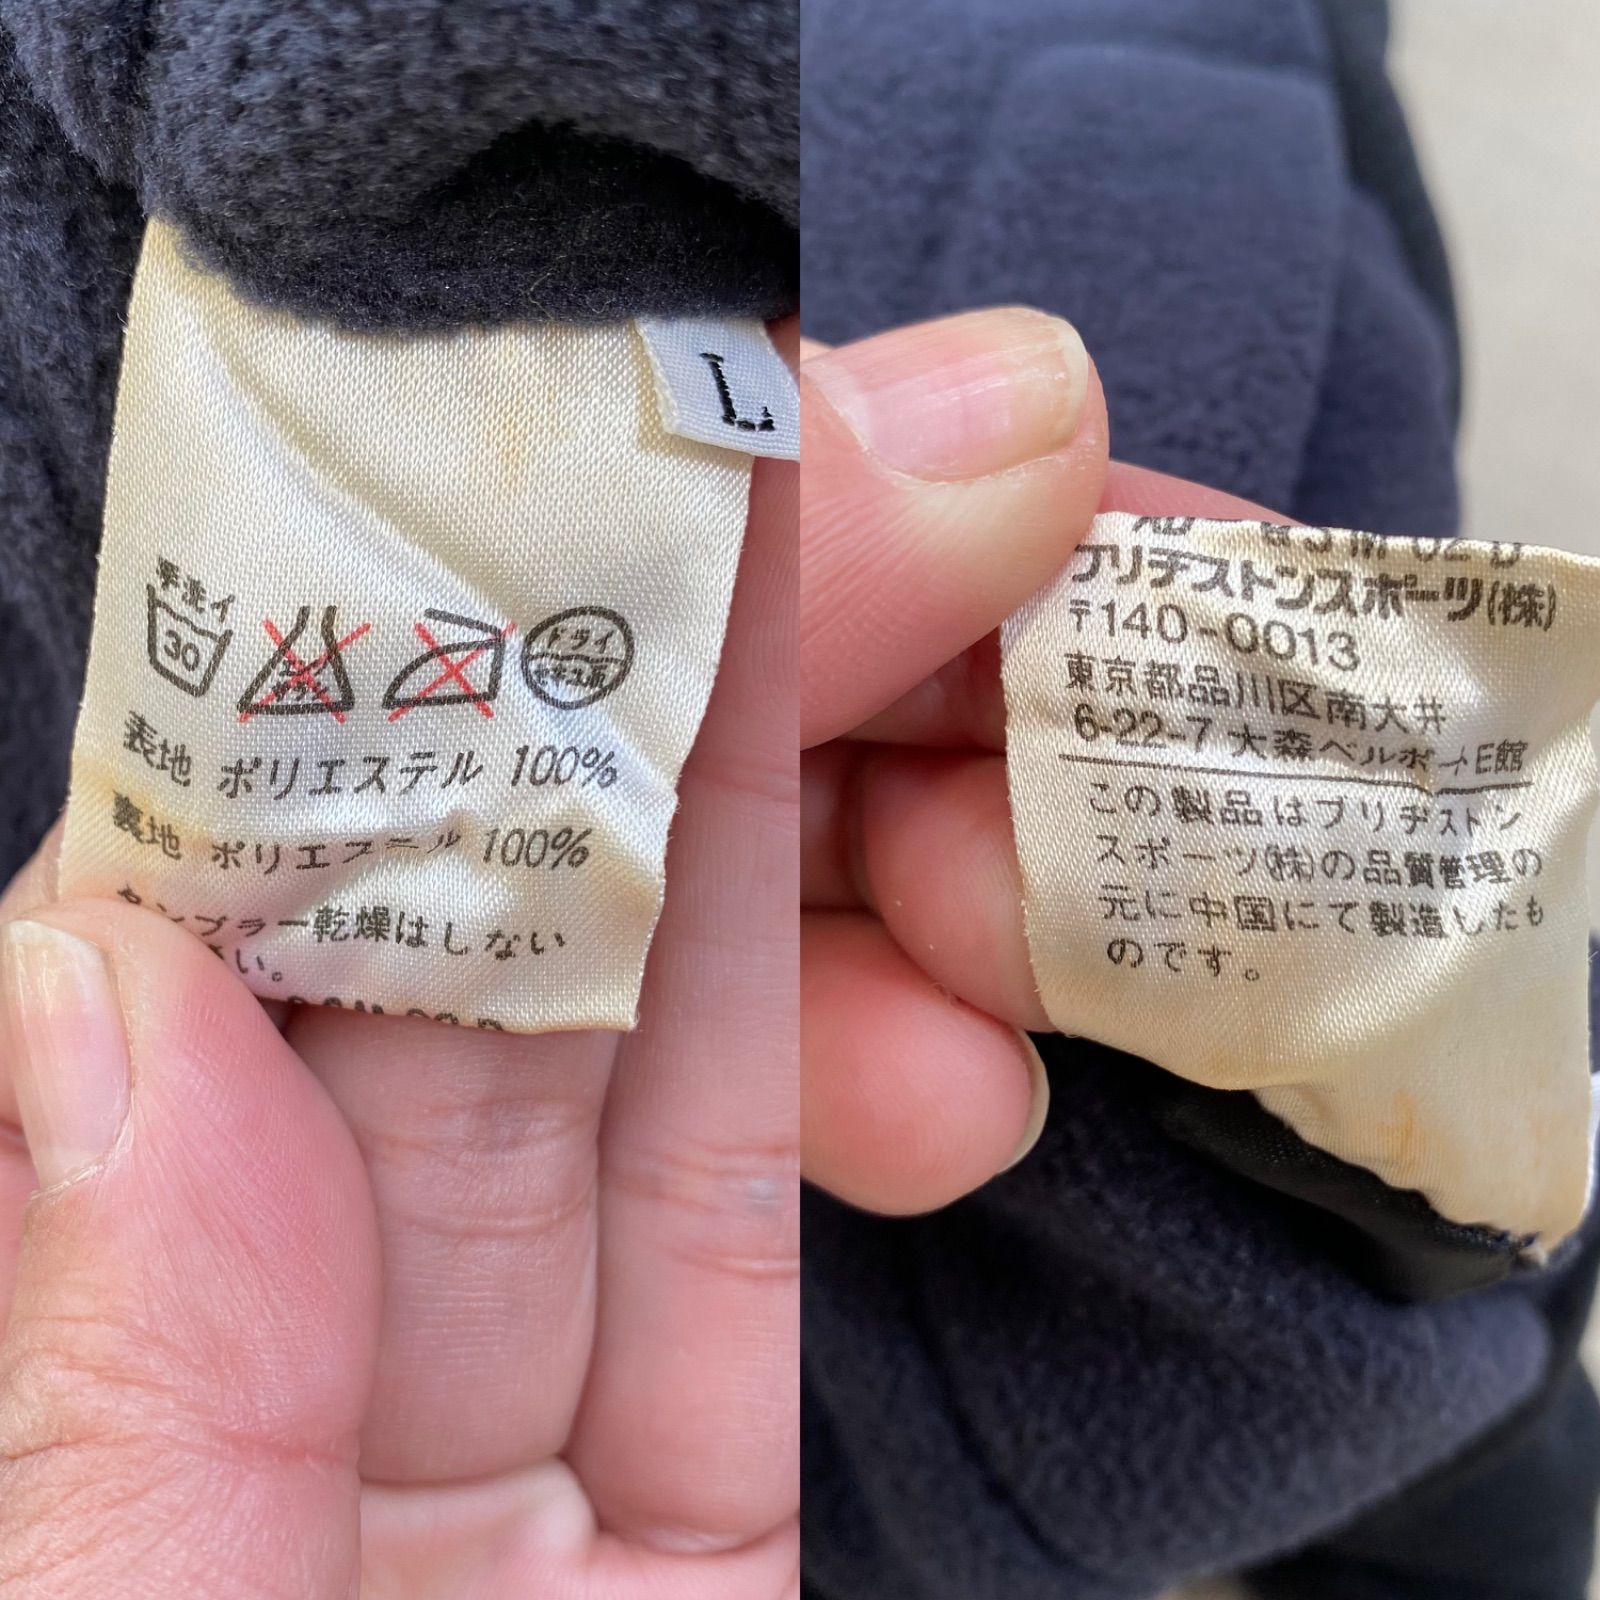 L
手洗イ
30
ドライ
表地 ポリエステル 100%
裏地 ポリエステル 100%
タンブラー乾燥はしない
い。
ブリヂストンスポーツ(株)
〒140-0013
東京都品川区南大井
6-22-7 大森ベルポートE館
この製品はブリヂストン
スポーツ(株)の品質管理の
元に中国にて製造したも
のです。